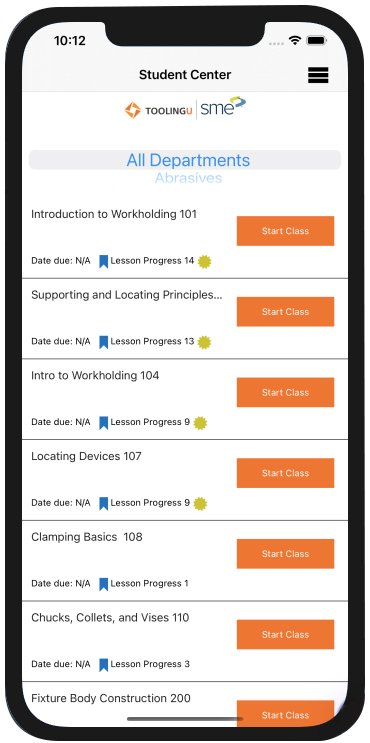 10:12
Student Center
TOOLINGU sme
All Departments
Abrasives
Introduction to Workholding 101
Start Class
Date due: N/A Lesson Progress 14
Supporting and Locating Principles...
Start Class
Date due: N/A Lesson Progress 13
Intro to Workholding 104
Start Class
Date due: N/A Lesson Progress 9
Locating Devices 107
Start Class
Date due: N/A Lesson Progress 9
Clamping Basics  108
Start Class
Date due: N/A Lesson Progress 1
Chucks, Collets, and Vises 110
Start Class
Date due: N/A Lesson Progress 3
Fixture Body Construction 200
Start Class